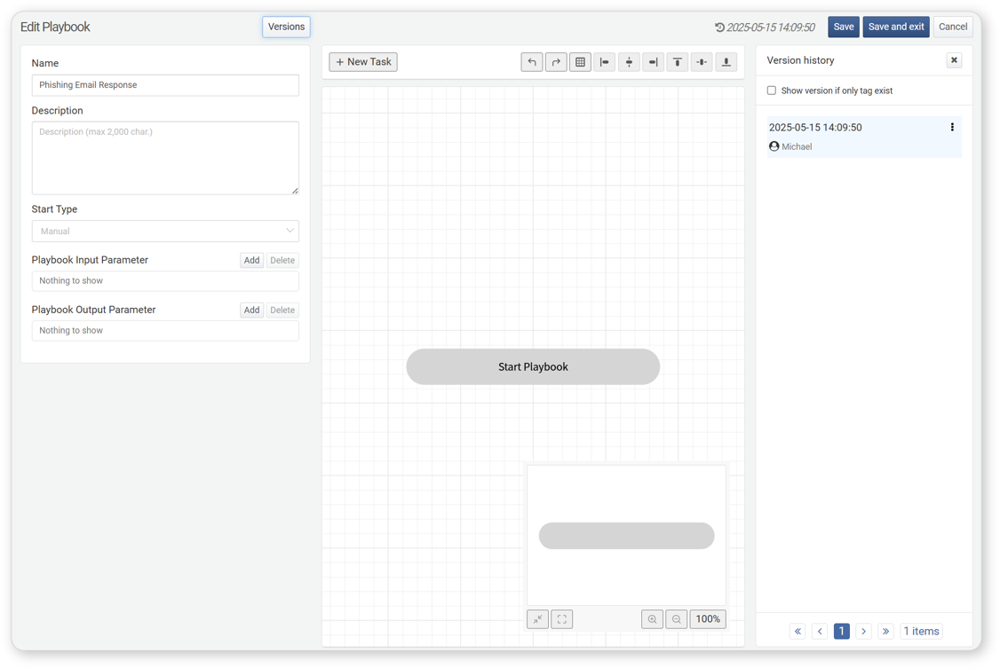 Edit Playbook
Versions
2025-05-15 14:09:50
Save
Save and exit
Cancel
Name
Phishing Email Response
Description
Description (max 2,000 char.)
Start Type
Manual
Playbook Input Parameter
Add
Delete
Nothing to show
Playbook Output Parameter
Add
Delete
Nothing to show
+ New Task
Start Playbook
100%
Version history
Show version if only tag exist
2025-05-15 14:09:50
Michael
« ‹ 1 › » 1 items